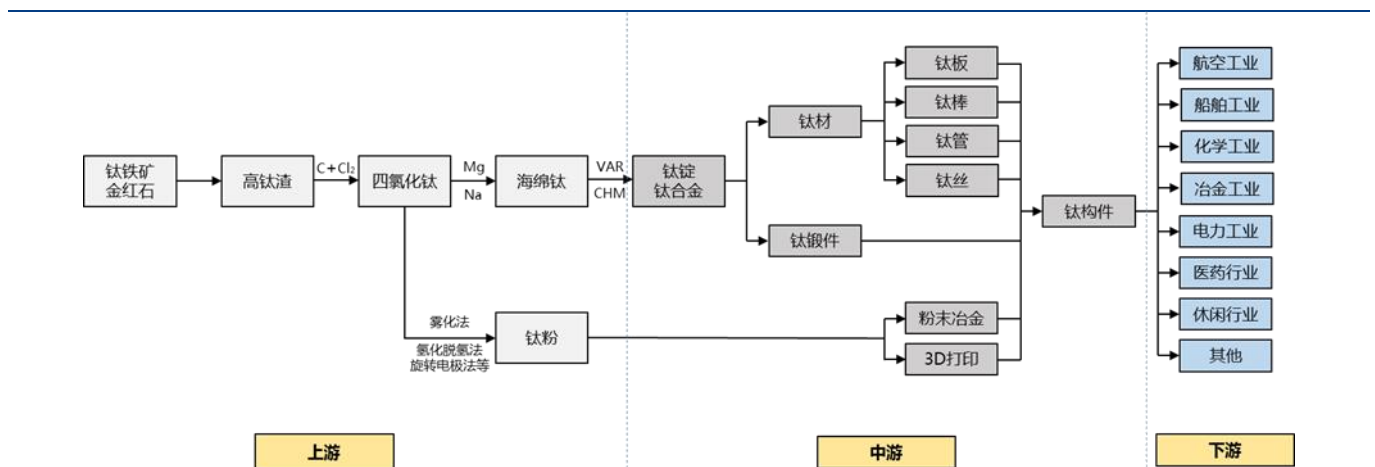 钛铁矿
金红石
高钛渣
C+Cl₂
四氯化钛
Mg
Na
海绵钛
VAR
CHM
雾化法
氢化脱氢法
旋转电极法等
钛粉
钛锭
钛合金
钛材
钛锻件
钛板
钛棒
钛管
钛丝
粉末冶金
3D打印
钛构件
航空工业
船舶工业
化学工业
冶金工业
电力工业
医药行业
休闲行业
其他
上游
中游
下游